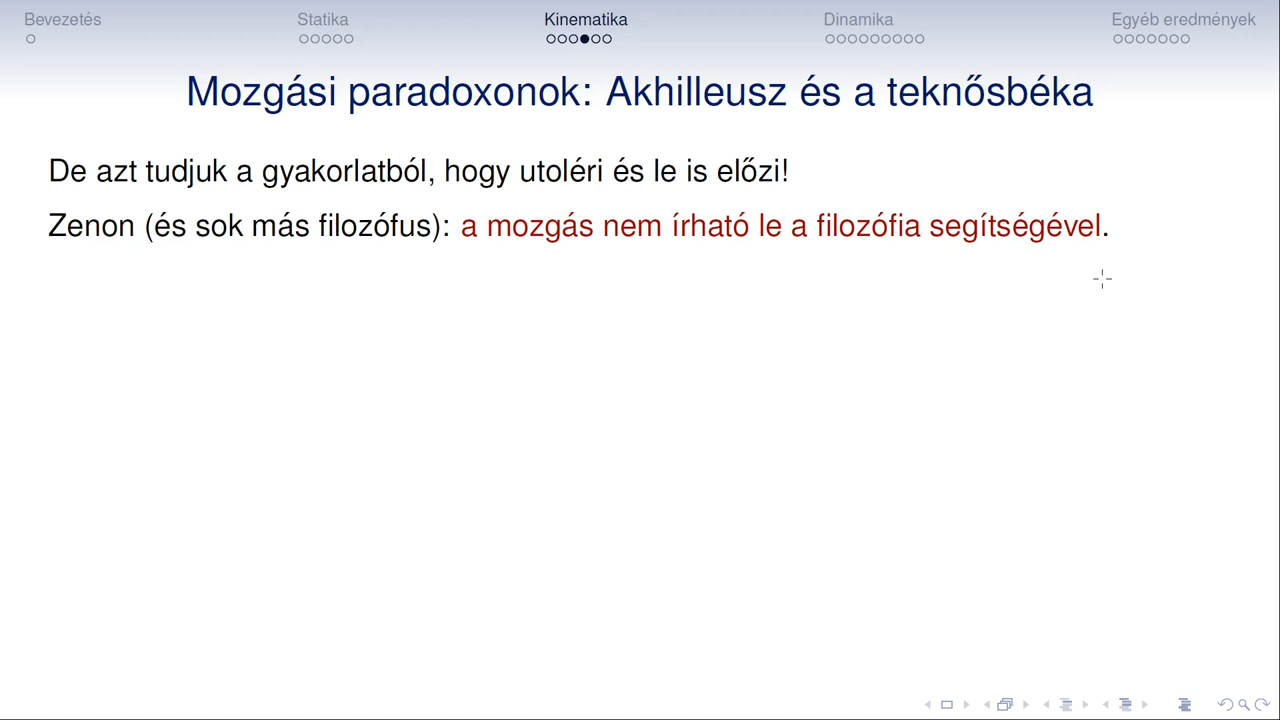 Bevezetés Statika Kinematika Dinamika Egyéb eredmények
Mozgási paradoxonok: Akhilleusz és a teknősbéka
De azt tudjuk a gyakorlatból, hogy utoléri és le is előzi!
Zenon (és sok más filozófus): a mozgás nem írható le a filozófia segítségével.